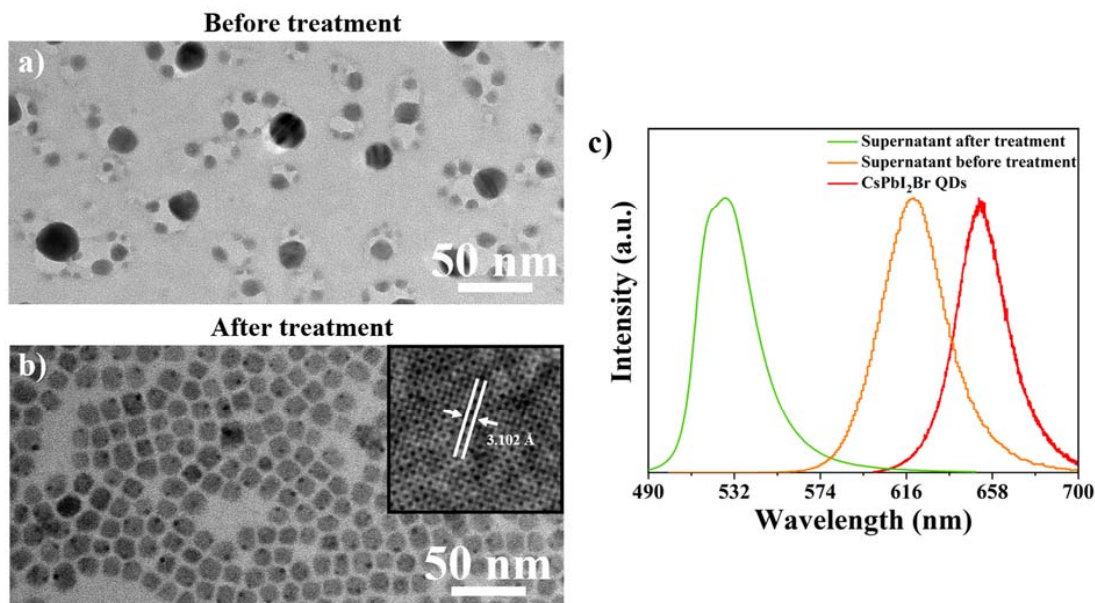 Before treatment
a)
50 nm
After treatment
b)
3.102 Å
50 nm
c)
Supernatant after treatment
Supernatant before treatment
CsPbI₂Br QDs
Intensity (a.u.)
490 532 574 616 658 700
Wavelength (nm)